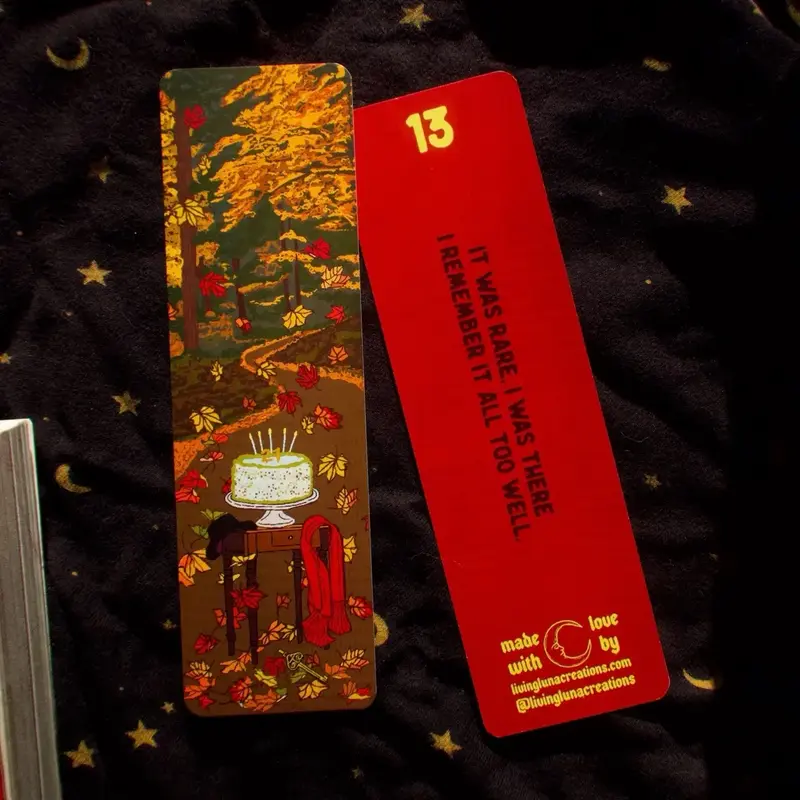 13
IT WAS RARE. I WAS THERE
I REMEMBER IT ALL TOO WELL.
made love
with by
livinglunacreations.com
@livinglunacreations